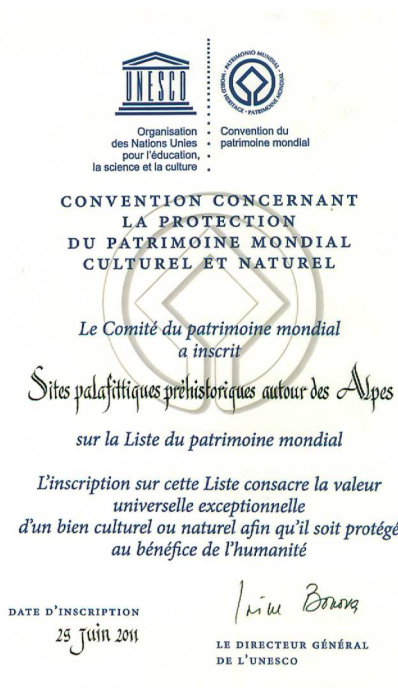 UNESCO
WORLD HERITAGE • PATRIMOINE MONDIAL • PATRIMONIO MUNDIAL
Organisation
des Nations Unies
pour l'éducation,
la science et la culture
Convention du
patrimoine mondial
CONVENTION CONCERNANT
LA PROTECTION
DU PATRIMOINE MONDIAL
CULTUREL ET NATUREL
Le Comité du patrimoine mondial
a inscrit
Sites palafittiques préhistoriques autour des Alpes
sur la Liste du patrimoine mondial
L'inscription sur cette Liste consacre la valeur
universelle exceptionnelle
d'un bien culturel ou naturel afin qu'il soit protégé
au bénéfice de l'humanité
DATE D'INSCRIPTION
25 Juin 2011
Irina Bokova
LE DIRECTEUR GÉNÉRAL
DE L'UNESCO